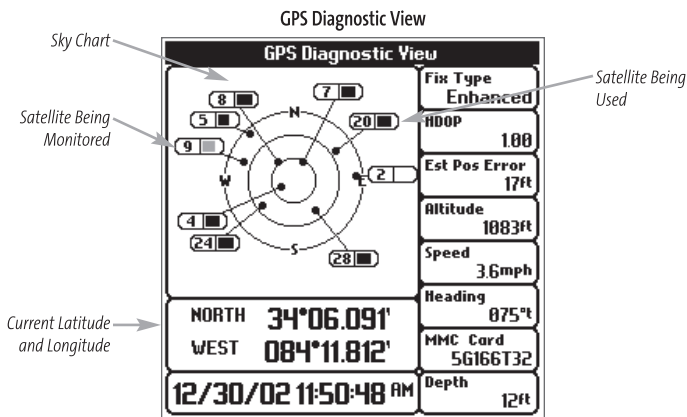 GPS Diagnostic View
Sky Chart
GPS Diagnostic View
Satellite Being
Used
Satellite Being
Monitored
8
7
5
20
9
2
4
24
28
N
W
E
S
Fix Type
Enhanced
HDOP
1.00
Est Pos Error
17ft
Altitude
1083ft
Speed
3.6mph
Heading
075°t
MMC Card
5G166T32
Depth
12ft
Current Latitude
and Longitude
NORTH 34°06.091'
WEST 084°11.812'
12/30/02 11:50:48 AM